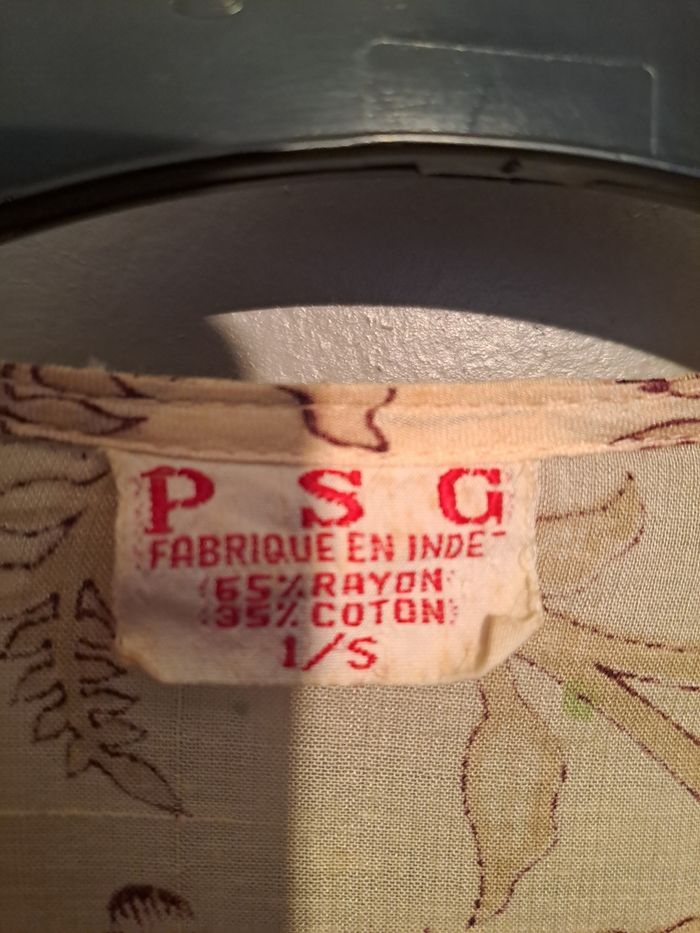 P S G
FABRIQUE EN INDE
65% RAYON
35% COTON
1/S